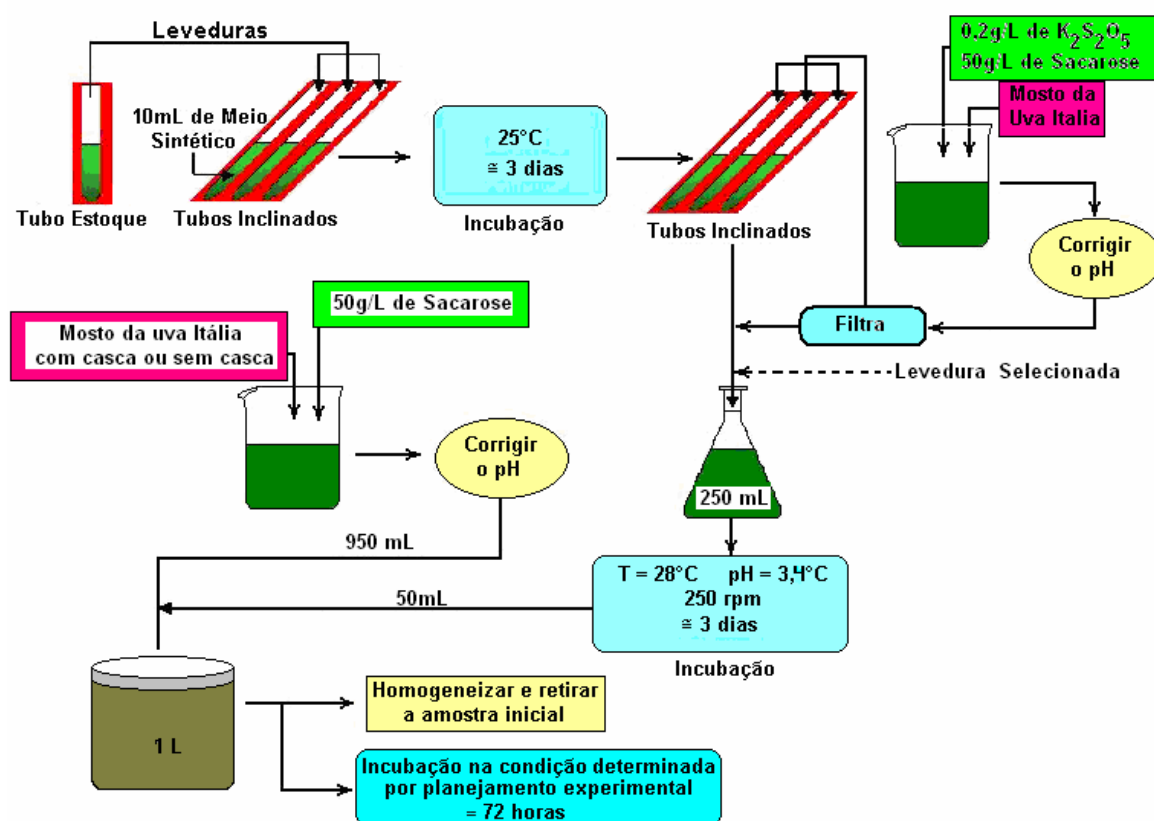 Leveduras
10mL de Meio
Sintético
Tubo Estoque
Tubos Inclinados
25°C
≅ 3 dias
Incubação
Tubos Inclinados
0,2g/L de K₂S₂O₅
50g/L de Sacarose
Mosto da
Uva Italia
Corrigir
o pH
Filtra
Levedura Selecionada
50g/L de Sacarose
Mosto da uva Itália
com casca ou sem casca
Corrigir
o pH
250 mL
950 mL
T = 28°C pH = 3,4°C
250 rpm
≅ 3 dias
Incubação
50mL
1 L
Homogeneizar e retirar
a amostra inicial
Incubação na condição determinada
por planejamento experimental
= 72 horas